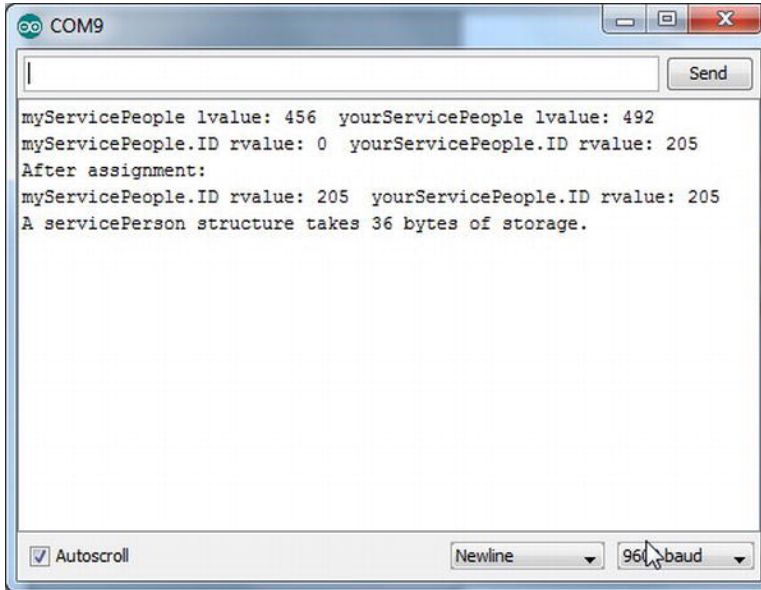 COM9
Send
myServicePeople lvalue: 456  yourServicePeople lvalue: 492
myServicePeople.ID rvalue: 0  yourServicePeople.ID rvalue: 205
After assignment:
myServicePeople.ID rvalue: 205  yourServicePeople.ID rvalue: 205
A servicePerson structure takes 36 bytes of storage.
Autoscroll
Newline
baud